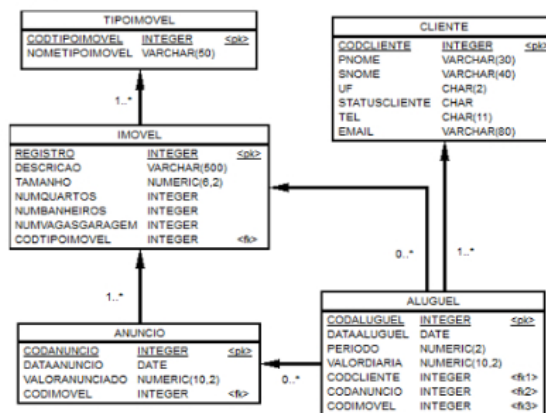 TIPOIMOVEL
CODTIPOIMOVEL INTEGER <pk>
NOMETIPOIMOVEL VARCHAR(50)
CLIENTE
CODCLIENTE INTEGER <pk>
PNOME VARCHAR(30)
SNOME VARCHAR(40)
UF CHAR(2)
STATUSCLIENTE CHAR
TEL CHAR(11)
EMAIL VARCHAR(80)
1..*
IMOVEL
REGISTRO INTEGER <pk>
DESCRICAO VARCHAR(500)
TAMANHO NUMERIC(6,2)
NUMQUARTOS INTEGER
NUMBANHEIROS INTEGER
NUMVAGASGARAGEM INTEGER
CODTIPOIMOVEL INTEGER <fk>
0..*
1..*
1..*
ANUNCIO
CODANUNCIO INTEGER <pk>
DATAANUNCIO DATE
VALORANUNCIADO NUMERIC(10,2)
CODIMOVEL INTEGER <fk>
0..*
ALUGUEL
CODALUGUEL INTEGER <pk>
DATAALUGUEL DATE
PERIODO NUMERIC(2)
VALORDIARIA NUMERIC(10,2)
CODCLIENTE INTEGER <fk1>
CODANUNCIO INTEGER <fk2>
CODIMOVEL INTEGER <fk3>